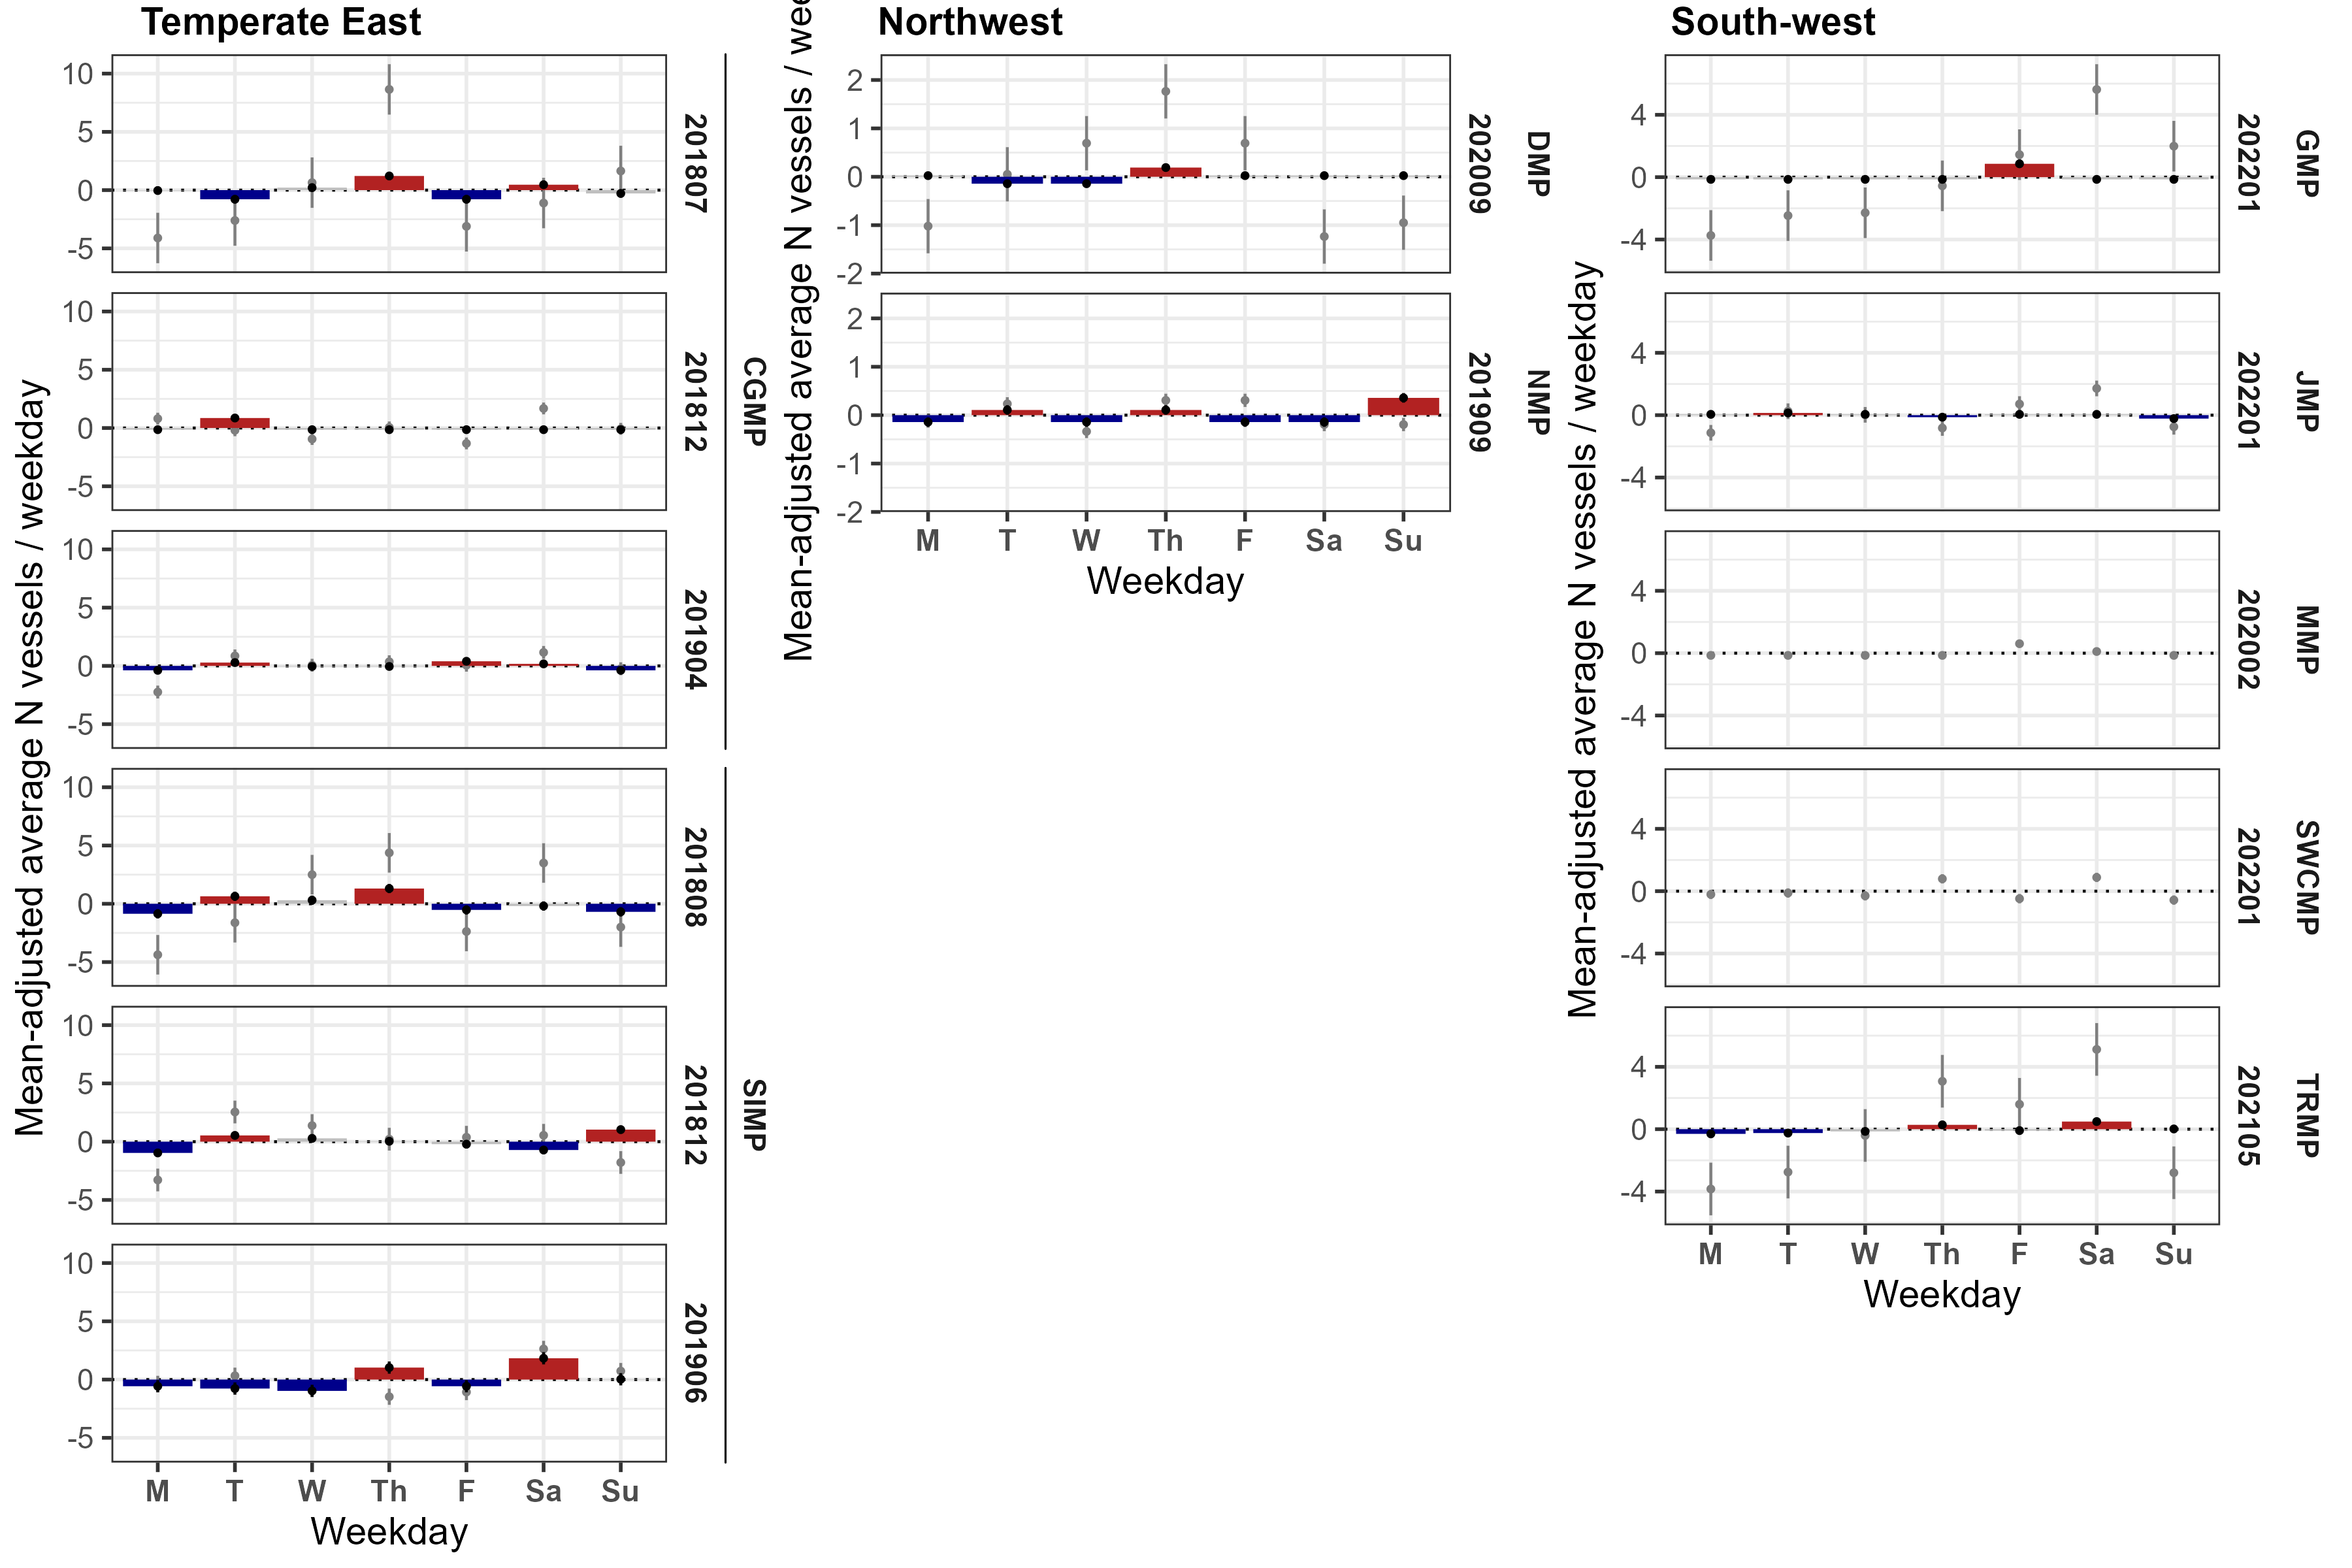 Temperate East
Mean-adjusted average N vessels / weekday
10
5
0
-5
201807
10
5
0
-5
201812
10
5
0
-5
201904
CGMP
10
5
0
-5
201808
10
5
0
-5
201812
10
5
0
-5
201906
SIMP
M T W Th F Sa Su
Weekday
Northwest
Mean-adjusted average N vessels / wee
2
1
0
-1
-2
202009
DMP
2
1
0
-1
-2
201909
NMP
M T W Th F Sa Su
Weekday
South-west
Mean-adjusted average N vessels / weekday
4
0
-4
202201
GMP
4
0
-4
202201
JMP
4
0
-4
202002
MMP
4
0
-4
202201
SWCMP
4
0
-4
202105
TRMP
M T W Th F Sa Su
Weekday